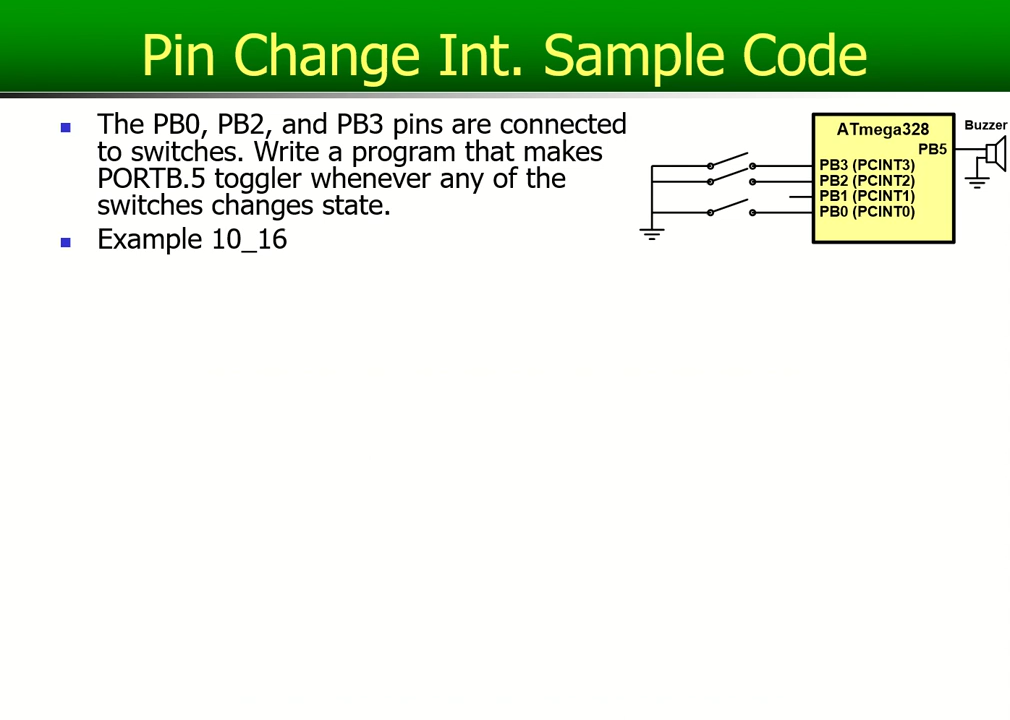 Pin Change Int. Sample Code
The PB0, PB2, and PB3 pins are connected
to switches. Write a program that makes
PORTB.5 toggler whenever any of the
switches changes state.
Example 10_16
ATmega328
Buzzer
PB5
PB3 (PCINT3)
PB2 (PCINT2)
PB1 (PCINT1)
PB0 (PCINT0)